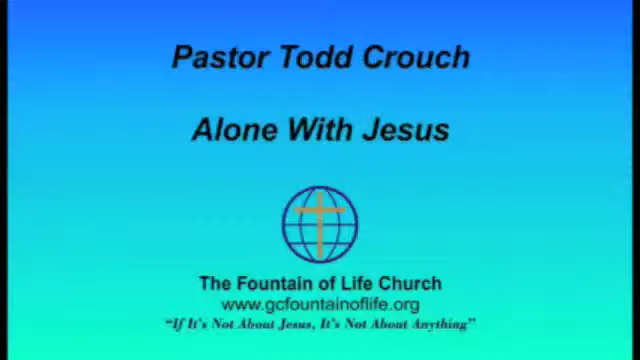 Pastor Todd Crouch
Alone With Jesus
The Fountain of Life Church
www.gcfountainoflife.org
"If It's Not About Jesus, It's Not About Anything"